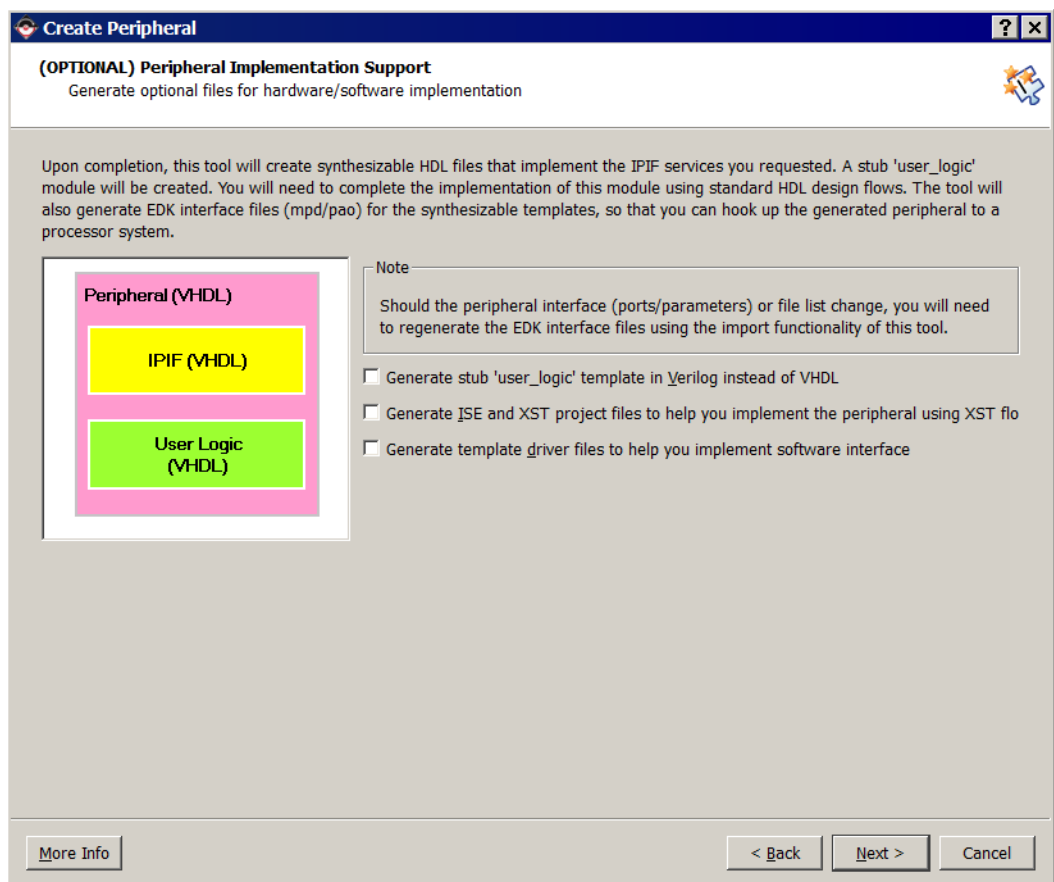 Create Peripheral
(OPTIONAL) Peripheral Implementation Support
Generate optional files for hardware/software implementation
Upon completion, this tool will create synthesizable HDL files that implement the IPIF services you requested. A stub 'user_logic'
module will be created. You will need to complete the implementation of this module using standard HDL design flows. The tool will
also generate EDK interface files (mpd/pao) for the synthesizable templates, so that you can hook up the generated peripheral to a
processor system.
Peripheral (VHDL)
IPIF (VHDL)
User Logic
(VHDL)
Note
Should the peripheral interface (ports/parameters) or file list change, you will need
to regenerate the EDK interface files using the import functionality of this tool.
Generate stub 'user_logic' template in Verilog instead of VHDL
Generate ISE and XST project files to help you implement the peripheral using XST flo
Generate template driver files to help you implement software interface
More Info
< Back
Next >
Cancel